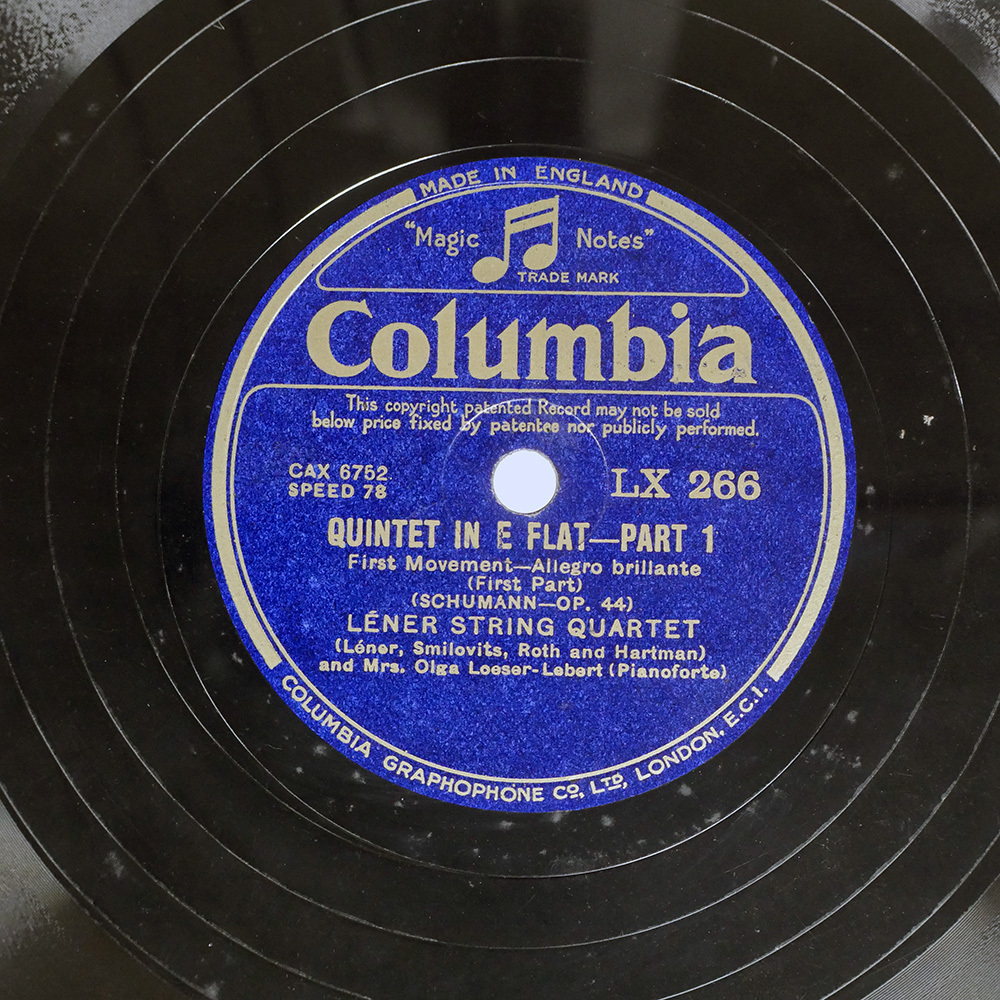 MADE IN ENGLAND
"Magic Notes"
TRADE MARK
Columbia
This copyright patented Record may not be sold
below price fixed by patentee nor publicly performed.
CAX 6752.
SPEED 78
LX 266
QUINTET IN E FLAT—PART 1
First Movement—Allegro brillante
(First Part)
(SCHUMANN—OP. 44)
LÉNER STRING QUARTET
(Léner, Smilovits, Roth and Hartman)
and Mrs. Olga Loeser-Lebert (Pianoforte)
COLUMBIA GRAPHOPHONE CO., LTD., LONDON, E.C.1.